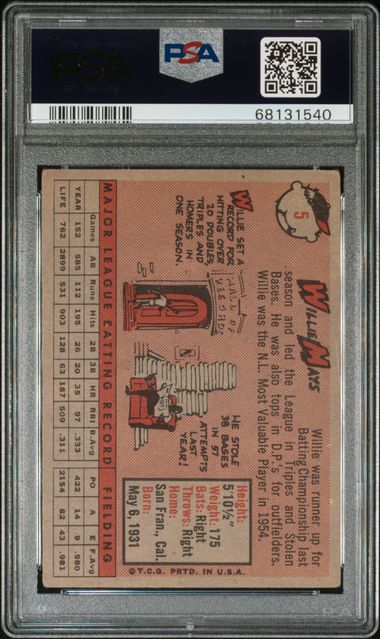 PSA
PSA
68131540
5
WILLIE MAYS
Willie was runner up for
Batting Championship last
season and led the League in Triples and Stolen
Bases. He was also tops in D.P.'s for outfielders.
Willie was the N.L. Most Valuable Player in 1954.
WILLIE SET A
RECORD FOR
HITTING OVER
20 DOUBLES,
TRIPLES AND
HOMERS IN
ONE SEASON.
HALL OF
RECORDS
HE STOLE
38 BASES
IN '57
ATTEMPTS
LAST
YEAR!
Height:
5'10½"
Weight: 175
Bats: Right
Throws: Right
Home:
San Fran., Cal.
Born:
May 6, 1931
MAJOR LEAGUE BATTING RECORD FIELDING
Games AB Runs Hits 2B 3B HR RBI B.Avg PO A E F.Avg
YEAR 152 585 112 195 26 20 35 97 .333 422 14 9 .980
LIFE 762 2899 531 903 128 63 187 509 .311 2154 82 43 .981
© T.C.G. PRTD. IN U.S.A.